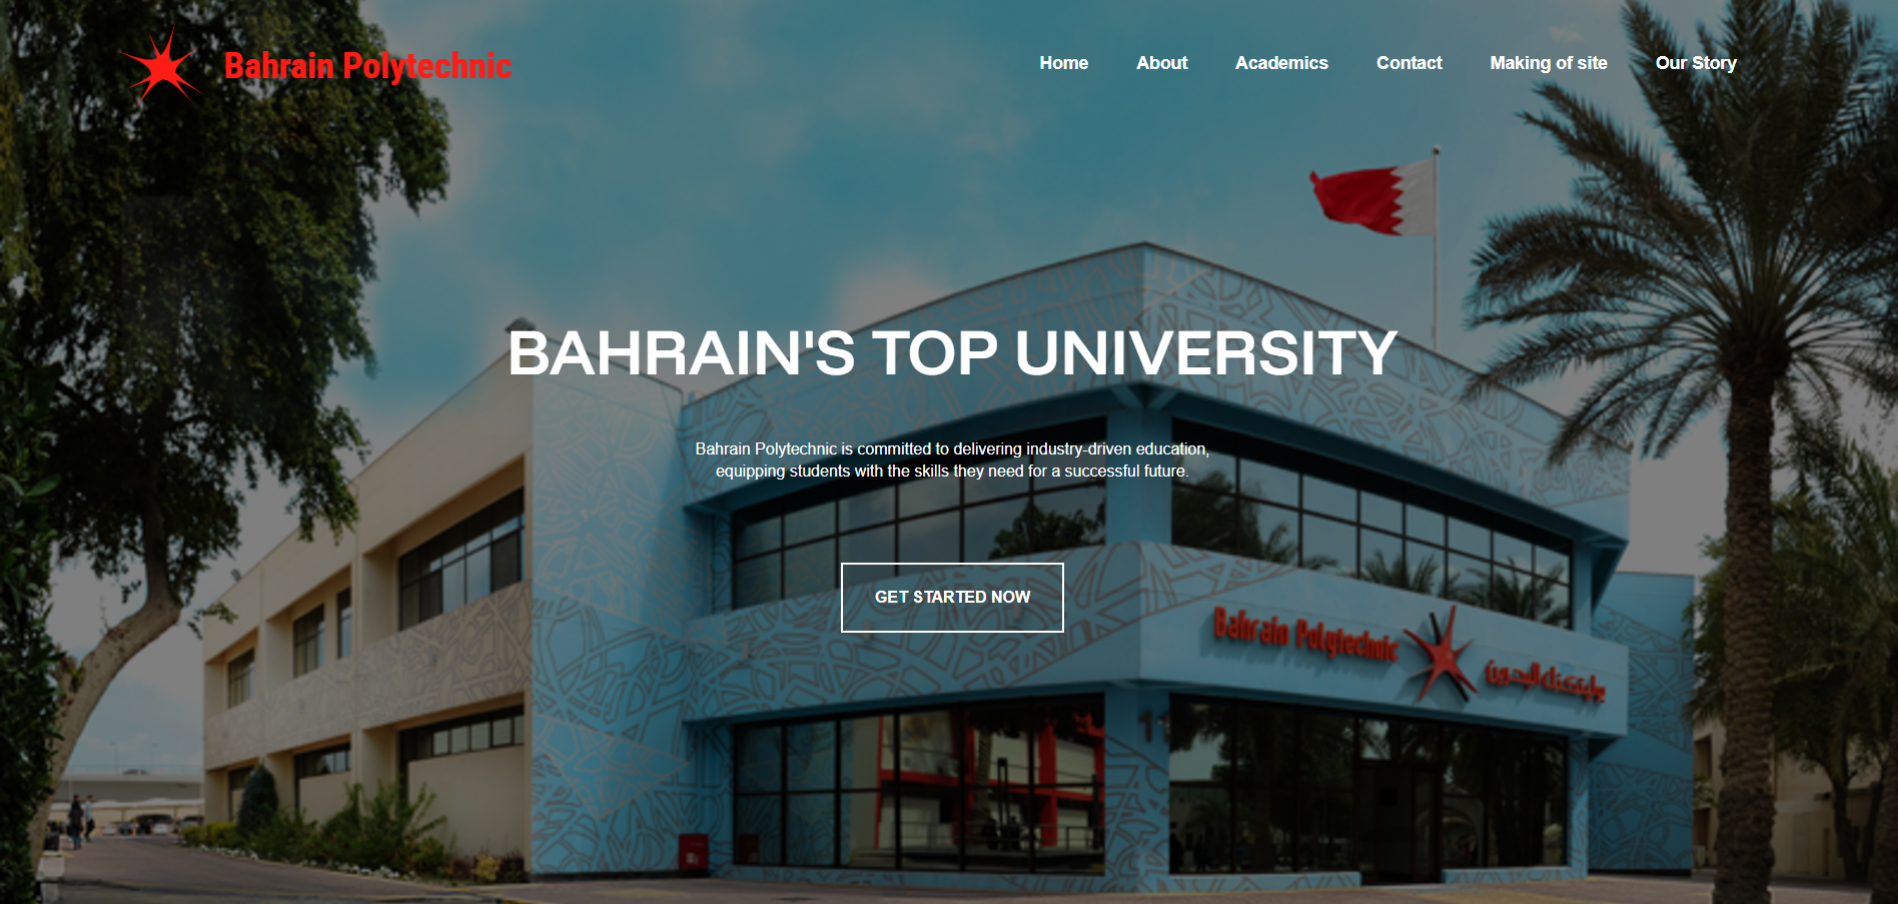 Bahrain Polytechnic
Home
About
Academics
Contact
Making of site
Our Story
BAHRAIN'S TOP UNIVERSITY
Bahrain Polytechnic is committed to delivering industry-driven education,
equipping students with the skills they need for a successful future.
GET STARTED NOW
Bahrain Polytechnic
بوليتكنك البحرين